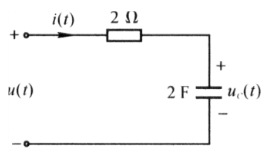 i(t)
2 Ω
+
+
u(t)
2 F
u_C(t)
−
−